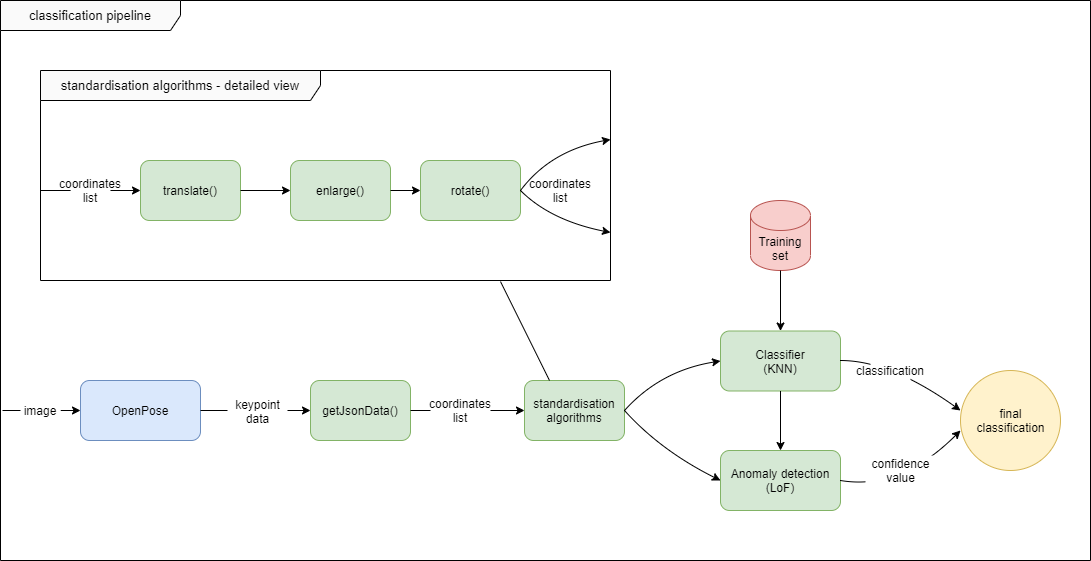 classification pipeline
standardisation algorithms - detailed view
coordinates
list
translate()
enlarge()
rotate()
coordinates
list
Training
set
image
OpenPose
keypoint
data
getJsonData()
coordinates
list
standardisation
algorithms
Classifier
(KNN)
classification
final
classification
Anomaly detection
(LoF)
confidence
value